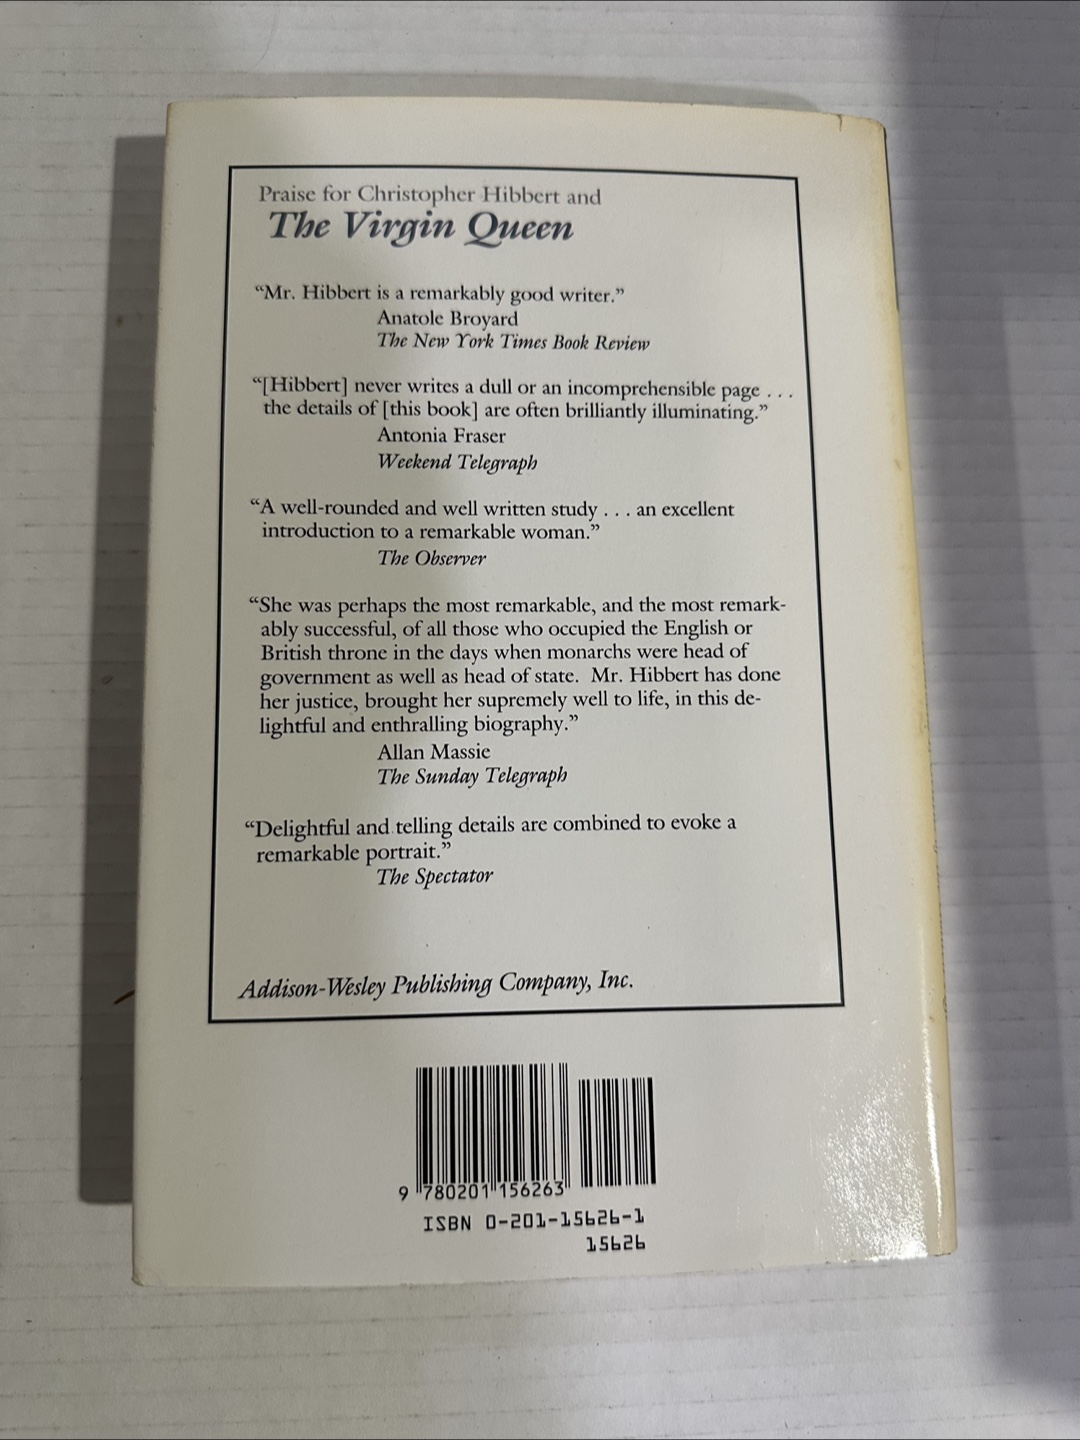 Praise for Christopher Hibbert and
The Virgin Queen
“Mr. Hibbert is a remarkably good writer.”
Anatole Broyard
The New York Times Book Review
“[Hibbert] never writes a dull or an incomprehensible page . . .
the details of [this book] are often brilliantly illuminating.”
Antonia Fraser
Weekend Telegraph
“A well-rounded and well written study . . . an excellent
introduction to a remarkable woman.”
The Observer
“She was perhaps the most remarkable, and the most remark-
ably successful, of all those who occupied the English or
British throne in the days when monarchs were head of
government as well as head of state. Mr. Hibbert has done
her justice, brought her supremely well to life, in this de-
lightful and enthralling biography.”
Allan Massie
The Sunday Telegraph
“Delightful and telling details are combined to evoke a
remarkable portrait.”
The Spectator
Addison-Wesley Publishing Company, Inc.
9 780201 156263
ISBN 0-201-15626-1
15626